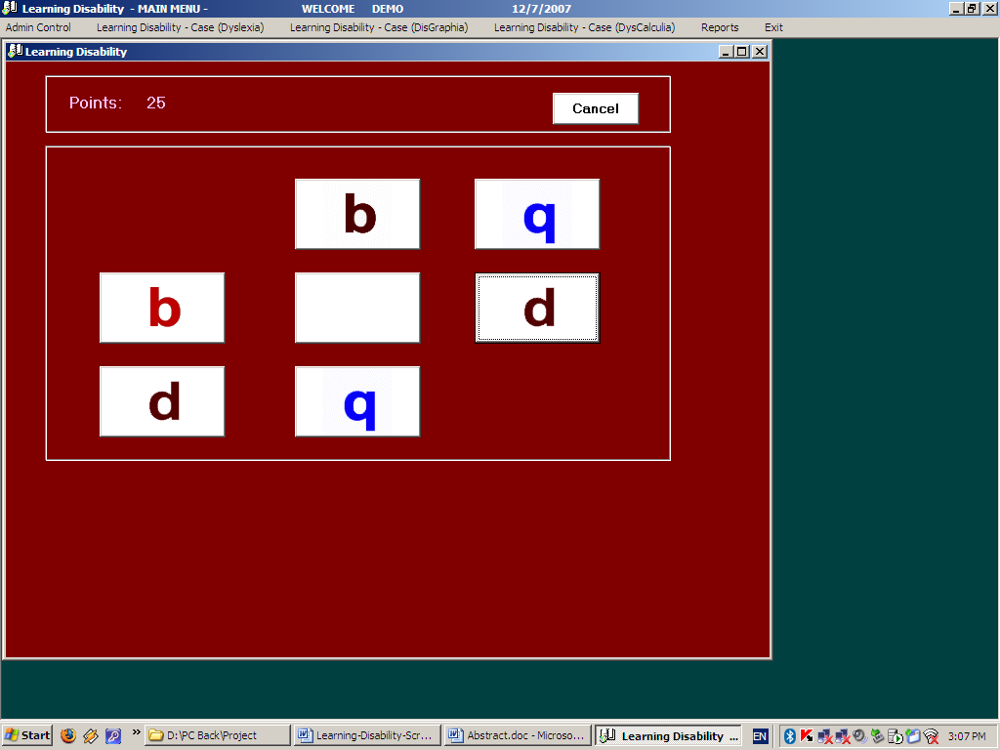 Learning Disability - MAIN MENU - WELCOME DEMO 12/7/2007
Admin Control Learning Disability - Case (Dyslexia) Learning Disability - Case (DisGraphia) Learning Disability - Case (DysCalculia) Reports Exit
Learning Disability
Points: 25 Cancel
b q
b d
d q
Start » D:\PC Back\Project Learning-Disability-Scr... Abstract.doc - Microso... Learning Disability ... EN 3:07 PM